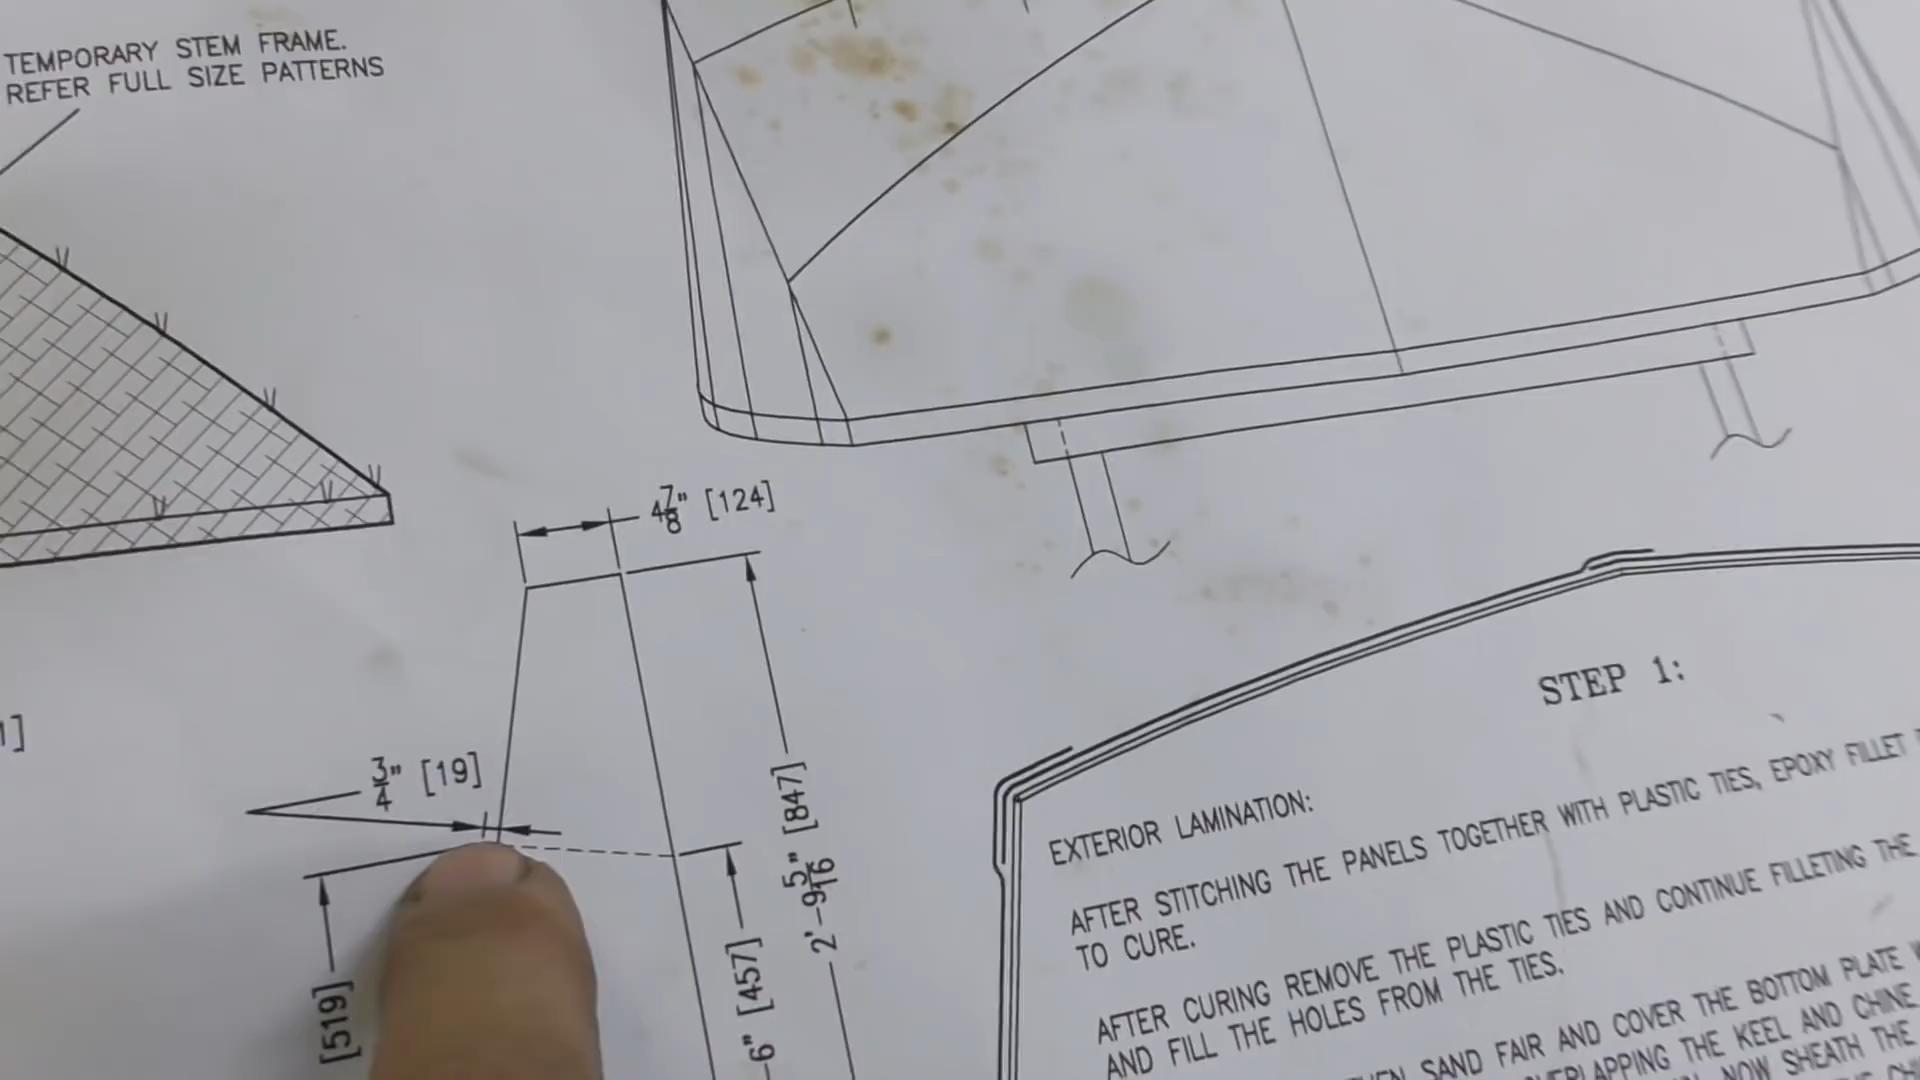 TEMPORARY STEM FRAME.
REFER FULL SIZE PATTERNS
4 7/8" [124]
3/4" [19]
2'-9 5/16" [847]
-6" [457]
[519]
1]
STEP 1:
EXTERIOR LAMINATION:
AFTER STITCHING THE PANELS TOGETHER WITH PLASTIC TIES, EPOXY FILLET
TO CURE.
AFTER CURING REMOVE THE PLASTIC TIES AND CONTINUE FILLETING THE
AND FILL THE HOLES FROM THE TIES.
SAND FAIR AND COVER THE BOTTOM PLATE
OVERLAPPING THE KEEL AND CHINE
NOW SHEATH THE